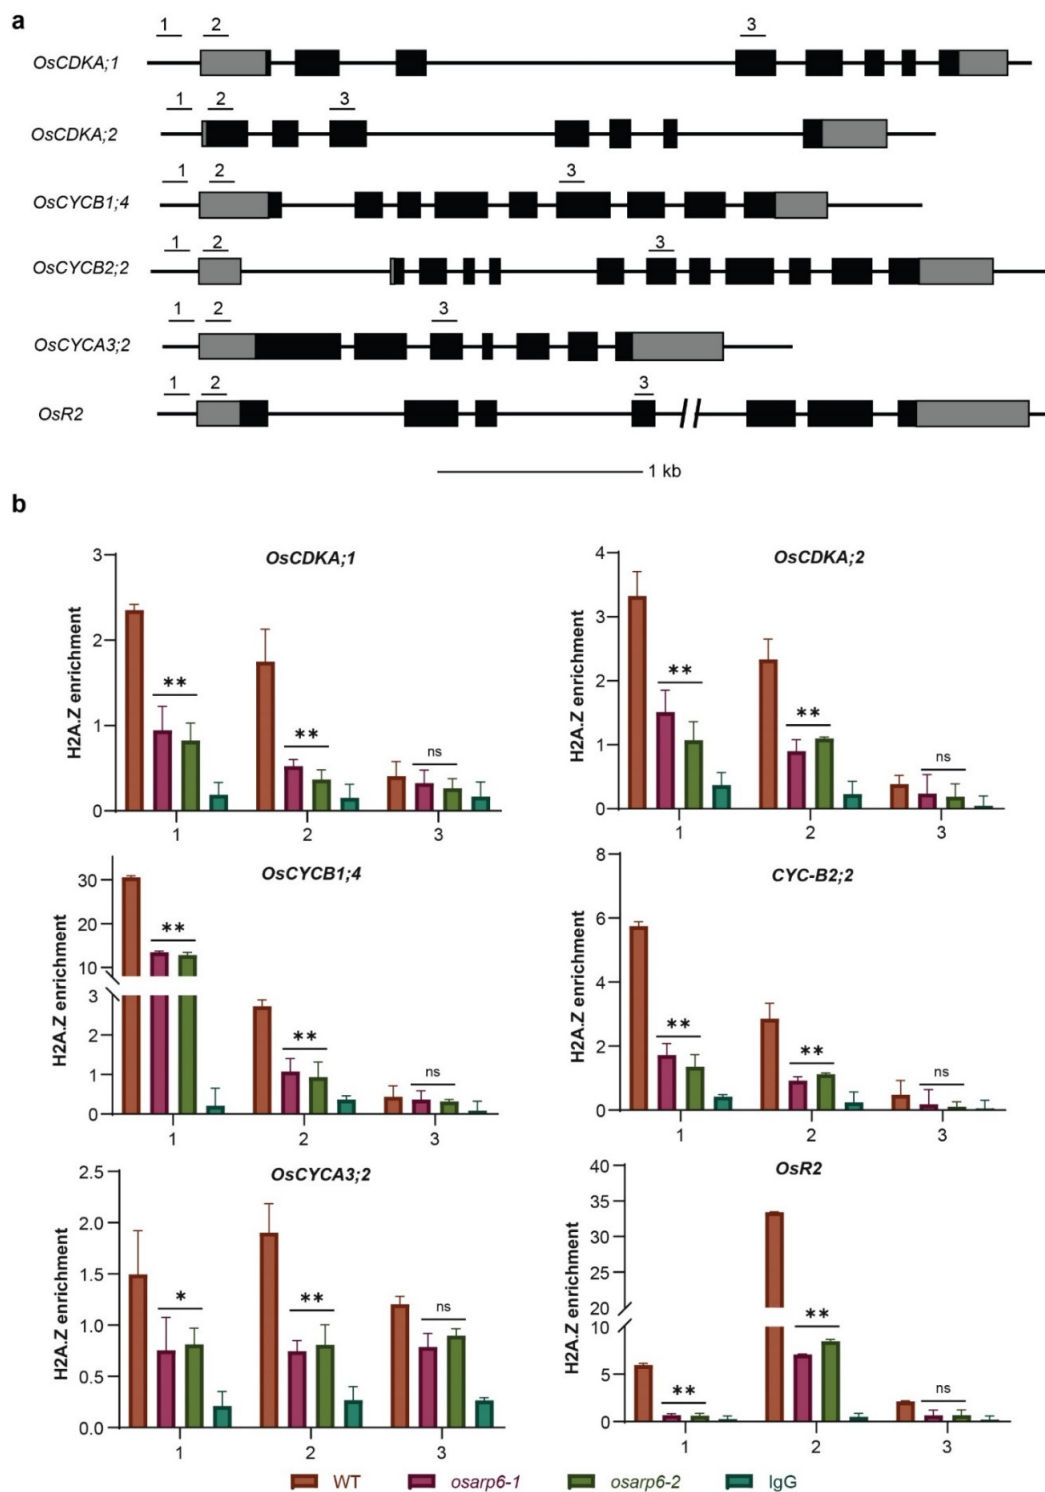 a
1 2 3
OsCDKA;1
1 2 3
OsCDKA;2
1 2 3
OsCYCB1;4
1 2 3
OsCYCB2;2
1 2 3
OsCYCA3;2
1 2 3
OsR2
1 kb
b
OsCDKA;1
H2A.Z enrichment
3
2
1
0
**
**
ns
1 2 3
OsCDKA;2
H2A.Z enrichment
4
3
2
1
0
**
**
ns
1 2 3
OsCYCB1;4
H2A.Z enrichment
30
20
10
3
2
1
0
**
**
ns
1 2 3
CYC-B2;2
H2A.Z enrichment
8
6
4
2
0
**
**
ns
1 2 3
OsCYCA3;2
H2A.Z enrichment
2.5
2.0
1.5
1.0
0.5
0.0
*
**
ns
1 2 3
OsR2
H2A.Z enrichment
40
35
30
25
20
10
5
0
**
**
ns
1 2 3
WT osarp6-1 osarp6-2 IgG